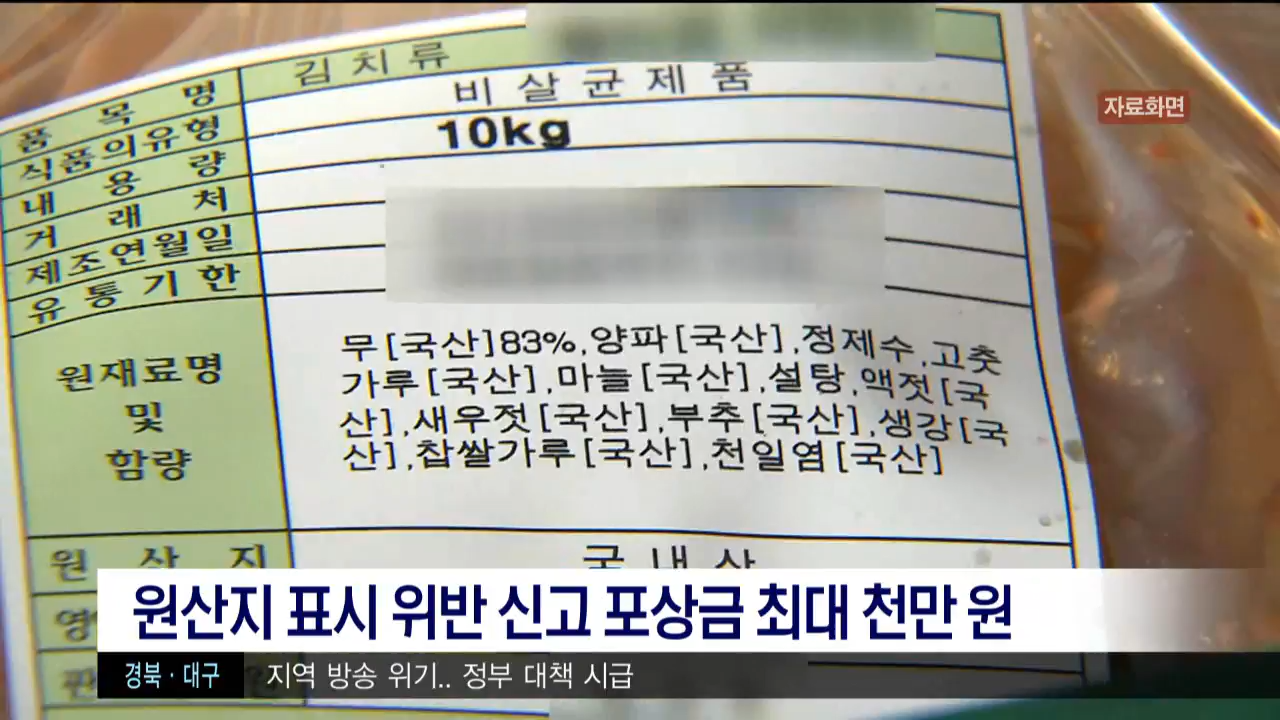 자료화면
품목명
김치류
식품의유형
비살균제품
내용량
10kg
거래처
제조연월일
유통기한
원재료명
및
함량
무[국산]83%,양파[국산],정제수,고춧
가루[국산],마늘[국산],설탕,액젓[국
산],새우젓[국산],부추[국산],생강[국
산],찹쌀가루[국산],천일염[국산]
원산지
국내산
원산지 표시 위반 신고 포상금 최대 천만 원
경북·대구
지역 방송 위기.. 정부 대책 시급